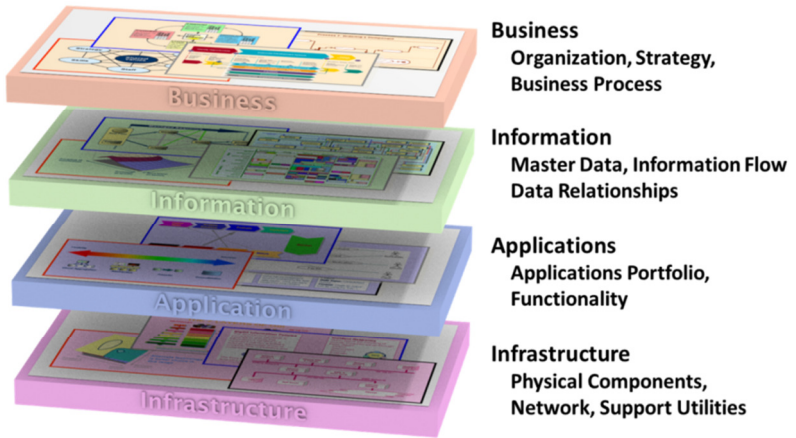 Business
Business
Organization, Strategy,
Business Process
Information
Information
Master Data, Information Flow
Data Relationships
Application
Applications
Applications Portfolio,
Functionality
Infrastructure
Infrastructure
Physical Components,
Network, Support Utilities